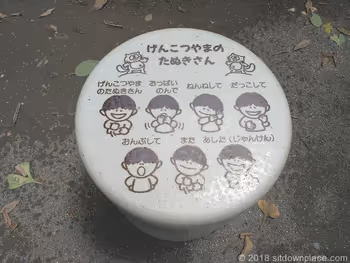 げんこつやまの
たぬきさん
げんこつやま
のたぬきさん
おっぱい
のんで
ねんねして
だっこして
おんぶして
また
あした(じゃんけん)
© 2018 sitdownpiece.com